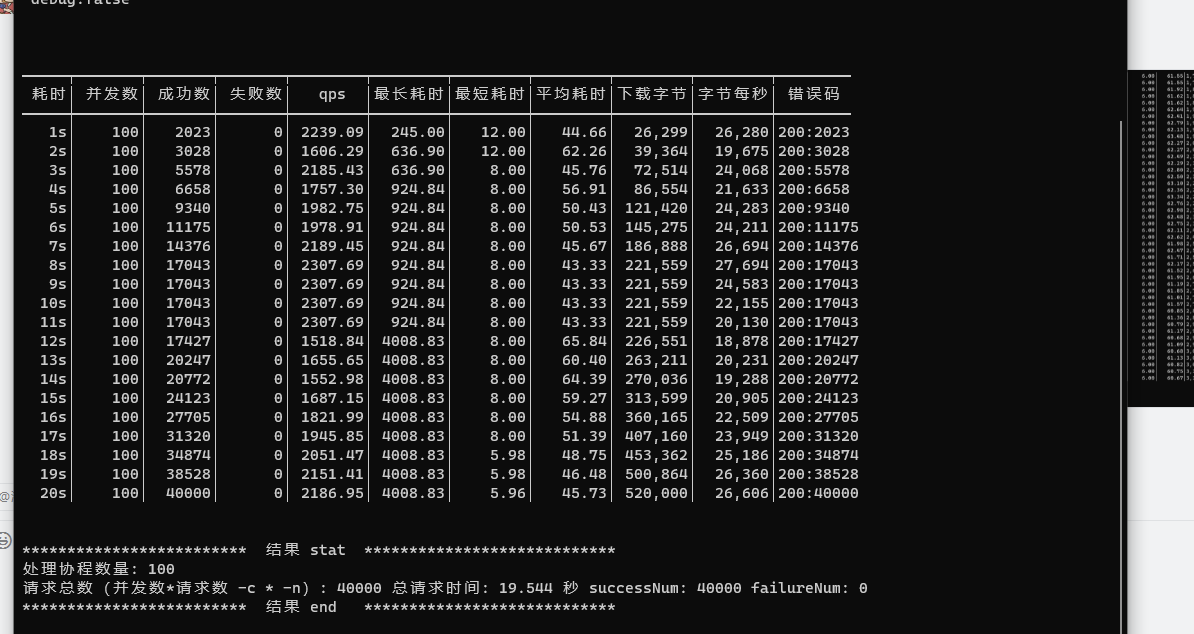 debug:false
耗时│ 并发数│ 成功数│ 失败数│ qps │最长耗时│最短耗时│平均耗时│下载字节│字节每秒│ 错误码
1s│ 100│ 2023│ 0│ 2239.09│ 245.00│ 12.00│ 44.66│ 26,299│ 26,280│200:2023
2s│ 100│ 3028│ 0│ 1606.29│ 636.90│ 12.00│ 62.26│ 39,364│ 19,675│200:3028
3s│ 100│ 5578│ 0│ 2185.43│ 636.90│ 8.00│ 45.76│ 72,514│ 24,068│200:5578
4s│ 100│ 6658│ 0│ 1757.30│ 924.84│ 8.00│ 56.91│ 86,554│ 21,633│200:6658
5s│ 100│ 9340│ 0│ 1982.75│ 924.84│ 8.00│ 50.43│ 121,420│ 24,283│200:9340
6s│ 100│ 11175│ 0│ 1978.91│ 924.84│ 8.00│ 50.53│ 145,275│ 24,211│200:11175
7s│ 100│ 14376│ 0│ 2189.45│ 924.84│ 8.00│ 45.67│ 186,888│ 26,694│200:14376
8s│ 100│ 17043│ 0│ 2307.69│ 924.84│ 8.00│ 43.33│ 221,559│ 27,694│200:17043
9s│ 100│ 17043│ 0│ 2307.69│ 924.84│ 8.00│ 43.33│ 221,559│ 24,583│200:17043
10s│ 100│ 17043│ 0│ 2307.69│ 924.84│ 8.00│ 43.33│ 221,559│ 22,155│200:17043
11s│ 100│ 17043│ 0│ 2307.69│ 924.84│ 8.00│ 43.33│ 221,559│ 20,130│200:17043
12s│ 100│ 17427│ 0│ 1518.84│ 4008.83│ 8.00│ 65.84│ 226,551│ 18,878│200:17427
13s│ 100│ 20247│ 0│ 1655.65│ 4008.83│ 8.00│ 60.40│ 263,211│ 20,231│200:20247
14s│ 100│ 20772│ 0│ 1552.98│ 4008.83│ 8.00│ 64.39│ 270,036│ 19,288│200:20772
15s│ 100│ 24123│ 0│ 1687.15│ 4008.83│ 8.00│ 59.27│ 313,599│ 20,905│200:24123
16s│ 100│ 27705│ 0│ 1821.99│ 4008.83│ 8.00│ 54.88│ 360,165│ 22,509│200:27705
17s│ 100│ 31320│ 0│ 1945.85│ 4008.83│ 8.00│ 51.39│ 407,160│ 23,949│200:31320
18s│ 100│ 34874│ 0│ 2051.47│ 4008.83│ 5.98│ 48.75│ 453,362│ 25,186│200:34874
19s│ 100│ 38528│ 0│ 2151.41│ 4008.83│ 5.98│ 46.48│ 500,864│ 26,360│200:38528
20s│ 100│ 40000│ 0│ 2186.95│ 4008.83│ 5.96│ 45.73│ 520,000│ 26,606│200:40000
************************* 结果 stat ****************************
处理协程数量: 100
请求总数 (并发数*请求数 -c * -n) : 40000 总请求时间: 19.544 秒 successNum: 40000 failureNum: 0
************************* 结果 end ****************************